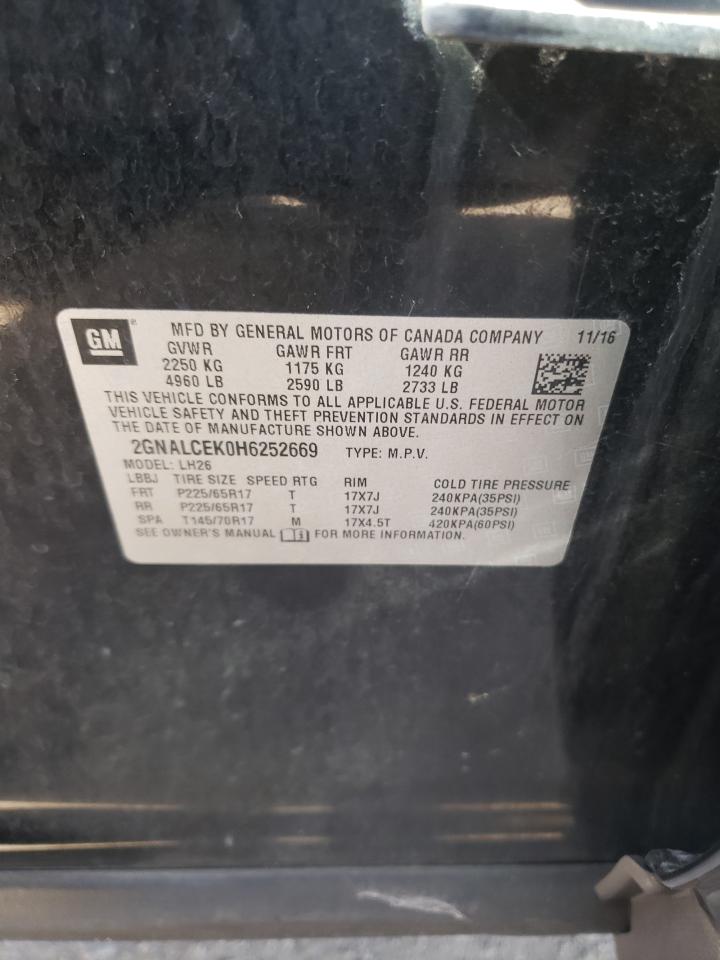 GM ® MFD BY GENERAL MOTORS OF CANADA COMPANY 11/16
GVWR GAWR FRT GAWR RR
2250 KG 1175 KG 1240 KG
4960 LB 2590 LB 2733 LB
THIS VEHICLE CONFORMS TO ALL APPLICABLE U.S. FEDERAL MOTOR
VEHICLE SAFETY AND THEFT PREVENTION STANDARDS IN EFFECT ON
THE DATE OF MANUFACTURE SHOWN ABOVE.
2GNALCEK0H6252669 TYPE: M.P.V.
MODEL: LH26
LBBJ TIRE SIZE SPEED RTG RIM COLD TIRE PRESSURE
FRT P225/65R17 T 17X7J 240KPA(35PSI)
RR P225/65R17 T 17X7J 240KPA(35PSI)
SPA T145/70R17 M 17X4.5T 420KPA(60PSI)
SEE OWNER'S MANUAL FOR MORE INFORMATION.